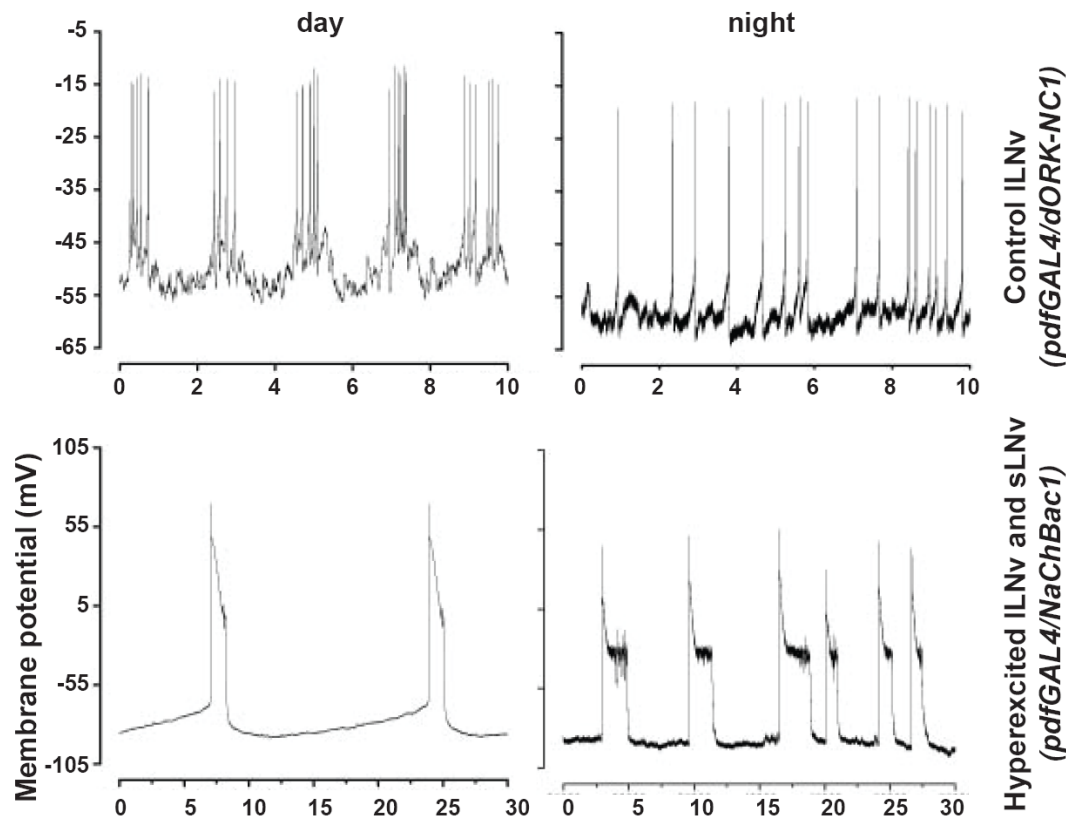 day
night
-5
-15
-25
-35
-45
-55
-65
0 2 4 6 8 10
0 2 4 6 8 10
Control lLNv
(pdfGAL4/dORK-NC1)
Membrane potential (mV)
105
55
5
-55
-105
0 5 10 15 20 25 30
0 5 10 15 20 25 30
Hyperexcited lLNv and sLNv
(pdfGAL4/NaChBac1)